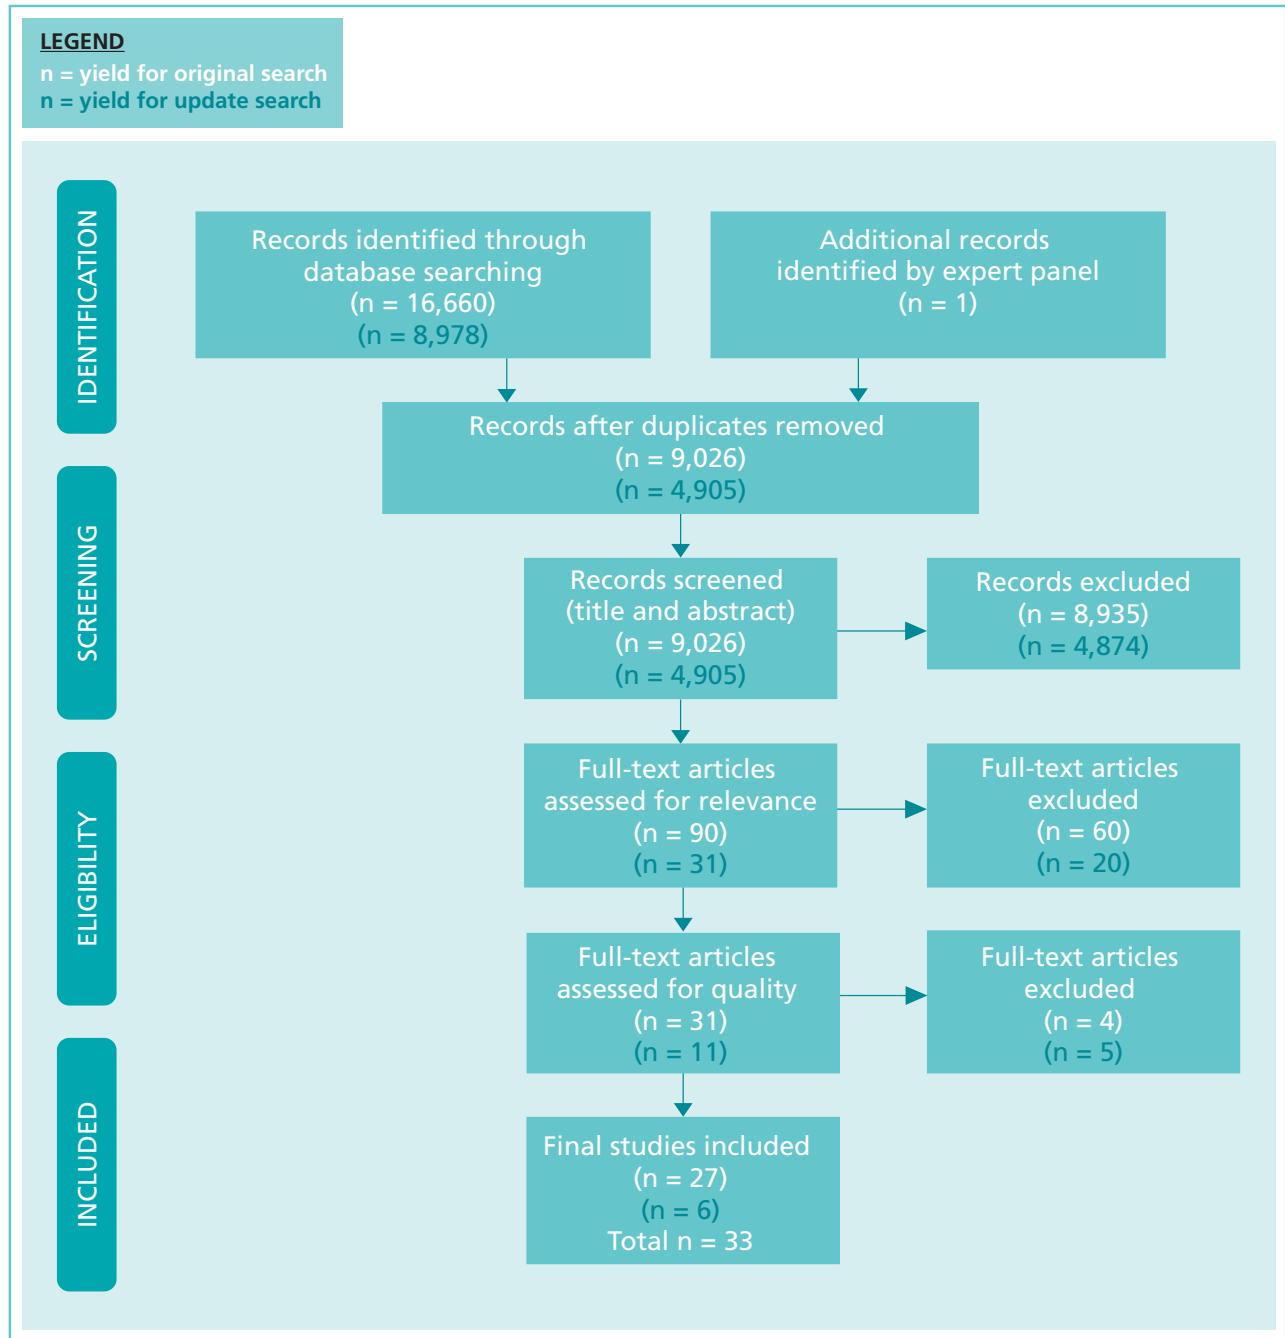 LEGEND
n = yield for original search
n = yield for update search
IDENTIFICATION
Records identified through
database searching
(n = 16,660)
(n = 8,978)
Additional records
identified by expert panel
(n = 1)
Records after duplicates removed
(n = 9,026)
(n = 4,905)
SCREENING
Records screened
(title and abstract)
(n = 9,026)
(n = 4,905)
Records excluded
(n = 8,935)
(n = 4,874)
ELIGIBILITY
Full-text articles
assessed for relevance
(n = 90)
(n = 31)
Full-text articles
excluded
(n = 60)
(n = 20)
Full-text articles
assessed for quality
(n = 31)
(n = 11)
Full-text articles
excluded
(n = 4)
(n = 5)
INCLUDED
Final studies included
(n = 27)
(n = 6)
Total n = 33